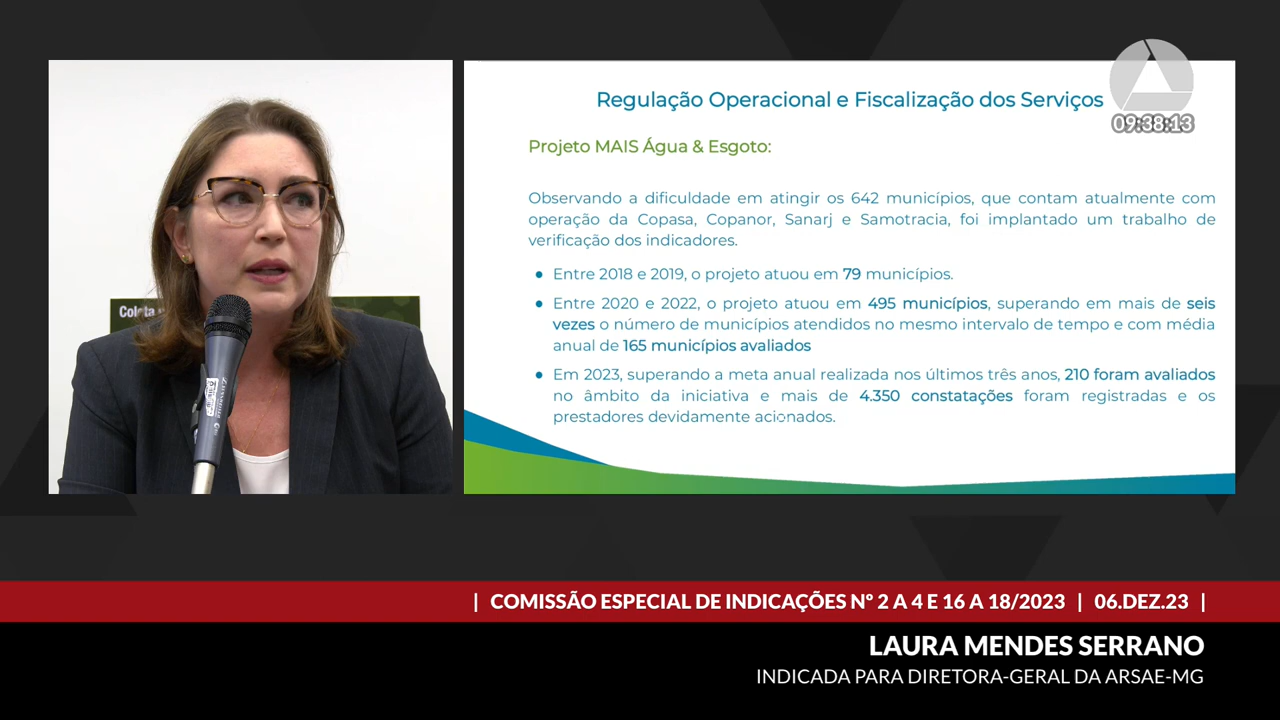 Regulação Operacional e Fiscalização dos Serviços
09:38:13
Projeto MAIS Água & Esgoto:
Observando a dificuldade em atingir os 642 municípios, que contam atualmente com
operação da Copasa, Copanor, Sanarj e Samotracia, foi implantado um trabalho de
verificação dos indicadores.
• Entre 2018 e 2019, o projeto atuou em 79 municípios.
• Entre 2020 e 2022, o projeto atuou em 495 municípios, superando em mais de seis
vezes o número de municípios atendidos no mesmo intervalo de tempo e com média
anual de 165 municípios avaliados
• Em 2023, superando a meta anual realizada nos últimos três anos, 210 foram avaliados
no âmbito da iniciativa e mais de 4.350 constatações foram registradas e os
prestadores devidamente acionados.
| COMISSÃO ESPECIAL DE INDICAÇÕES Nº 2 A 4 E 16 A 18/2023 | 06.DEZ.23 |
LAURA MENDES SERRANO
INDICADA PARA DIRETORA-GERAL DA ARSAE-MG